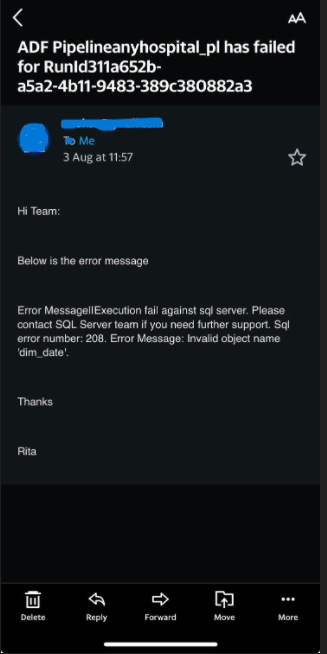 AA
ADF Pipelineanyhospital_pl has failed
for RunId311a652b-
a5a2-4b11-9483-389c380882a3
To Me
3 Aug at 11:57
Hi Team:
Below is the error message
Error Message||Execution fail against sql server. Please
contact SQL Server team if you need further support. Sql
error number: 208. Error Message: Invalid object name
'dim_date'.
Thanks
Rita
Delete
Reply
Forward
Move
More